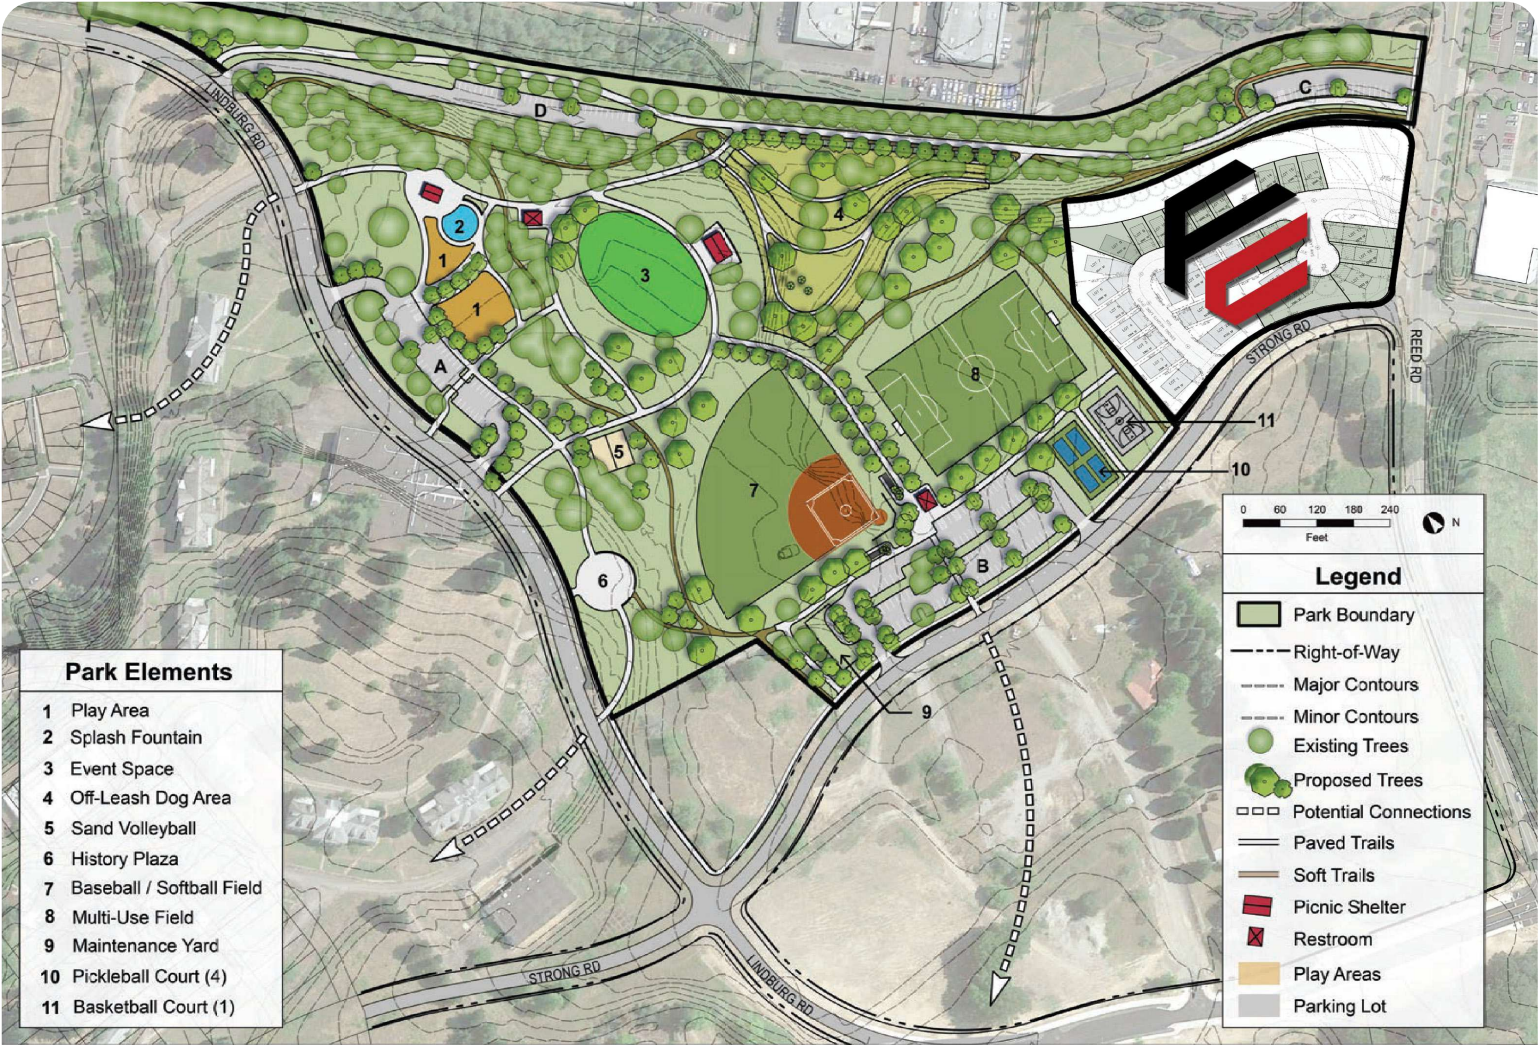 LINDBURG RD
D
C
2
1
1
3
4
A
5
6
7
8
B
9
10
11
STRONG RD
REED RD
STRONG RD
LINDBURG RD
0 60 120 180 240
Feet
N
Legend
Park Boundary
Right-of-Way
Major Contours
Minor Contours
Existing Trees
Proposed Trees
Potential Connections
Paved Trails
Soft Trails
Picnic Shelter
Restroom
Play Areas
Parking Lot
Park Elements
1 Play Area
2 Splash Fountain
3 Event Space
4 Off-Leash Dog Area
5 Sand Volleyball
6 History Plaza
7 Baseball / Softball Field
8 Multi-Use Field
9 Maintenance Yard
10 Pickleball Court (4)
11 Basketball Court (1)